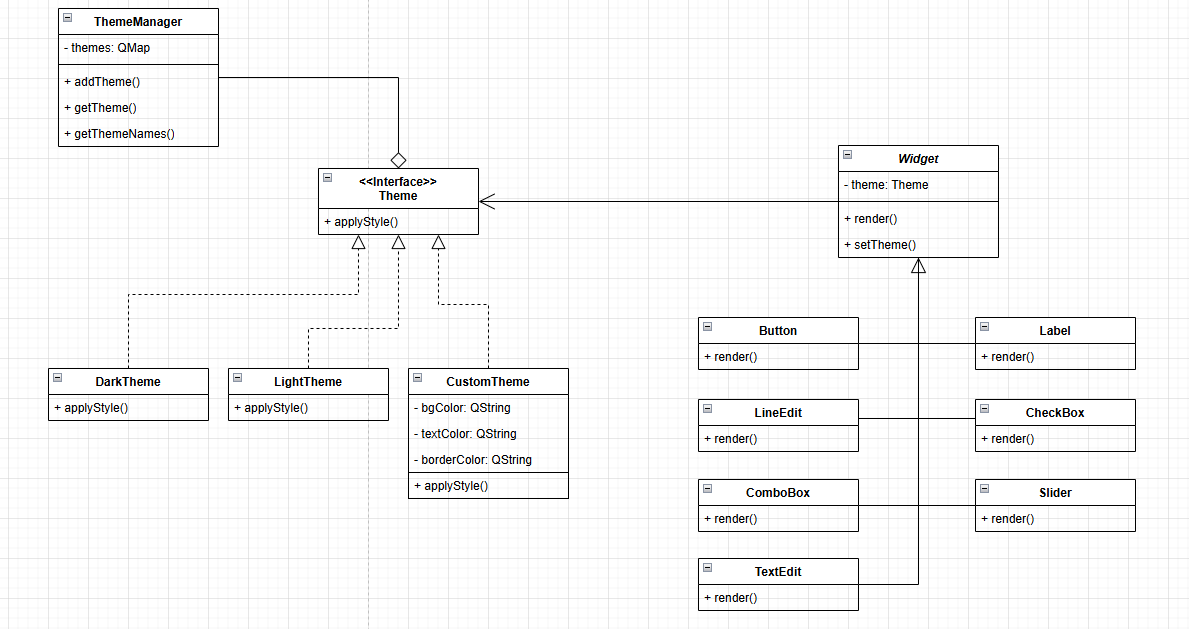 ThemeManager
- themes: QMap
+ addTheme()
+ getTheme()
+ getThemeNames()
<<Interface>>
Theme
+ applyStyle()
Widget
- theme: Theme
+ render()
+ setTheme()
DarkTheme
+ applyStyle()
LightTheme
+ applyStyle()
CustomTheme
- bgColor: QString
- textColor: QString
- borderColor: QString
+ applyStyle()
Button
+ render()
Label
+ render()
LineEdit
+ render()
CheckBox
+ render()
ComboBox
+ render()
Slider
+ render()
TextEdit
+ render()